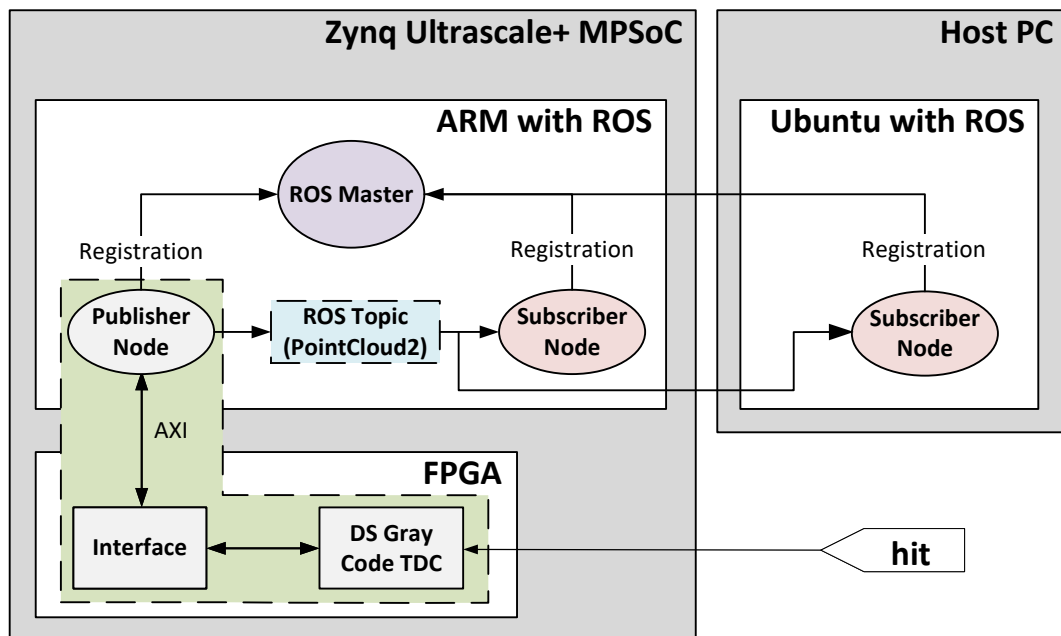 Zynq Ultrascale+ MPSoC
Host PC
ARM with ROS
Ubuntu with ROS
ROS Master
Registration
Registration
Registration
Publisher
Node
ROS Topic
(PointCloud2)
Subscriber
Node
Subscriber
Node
AXI
FPGA
Interface
DS Gray
Code TDC
hit